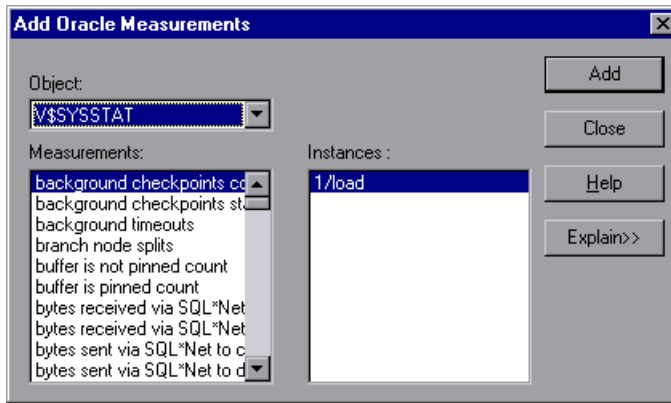 Add Oracle Measurements
Object:
V$SYSSTAT
Measurements:
background checkpoints co
background checkpoints sta
background timeouts
branch node splits
buffer is not pinned count
buffer is pinned count
bytes received via SQL*Net
bytes received via SQL*Net
bytes sent via SQL*Net to c
bytes sent via SQL*Net to d
Instances :
1/load
Add
Close
Help
Explain>>